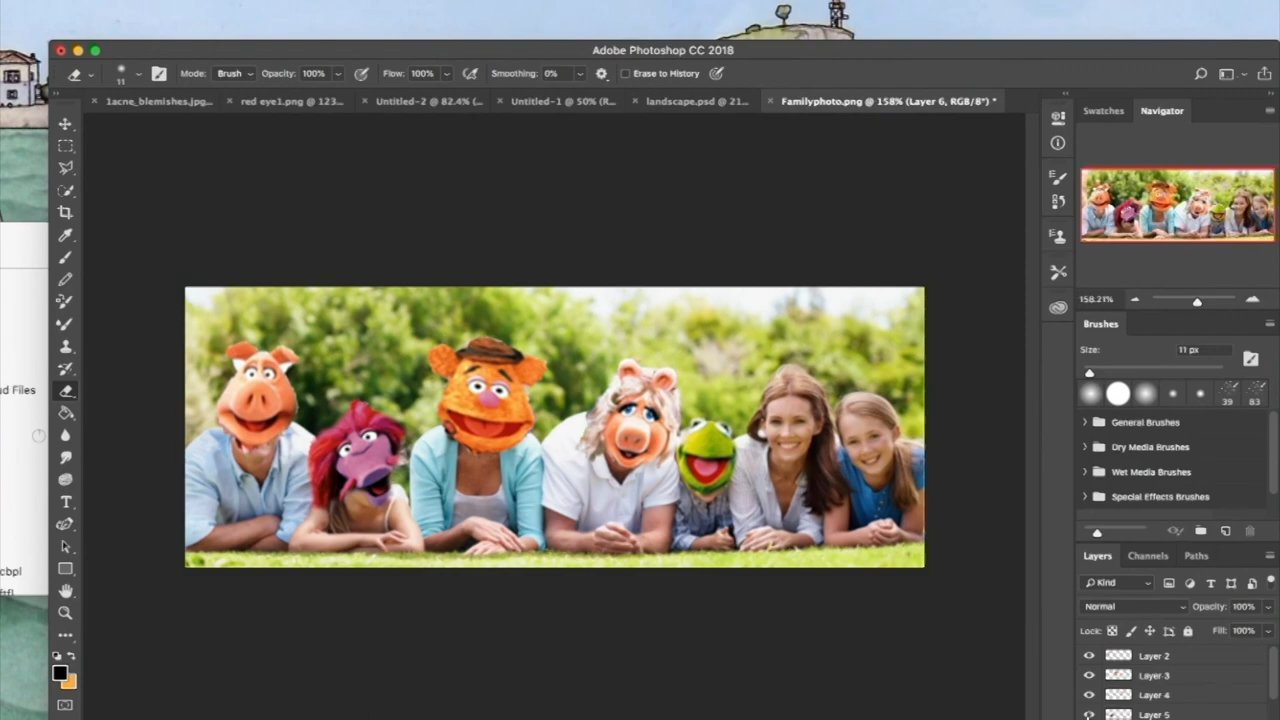 Adobe Photoshop CC 2018
11
Mode: Brush Opacity: 100% Flow: 100% Smoothing: 0% Erase to History
1acne_blemishes.jpg... red eye1.png @ 123... Untitled-2 @ 82.4% (... Untitled-1 @ 50% (R... landscape.psd @ 21... Familyphoto.png @ 158% (Layer 6, RGB/8*) *
Swatches Navigator
158.21%
Brushes
Size: 11 px
39 83
General Brushes
Dry Media Brushes
Wet Media Brushes
Special Effects Brushes
Layers Channels Paths
Kind
Normal Opacity: 100%
Lock: Fill: 100%
Layer 2
Layer 3
Layer 4
Layer 5
ud Files
cbpl